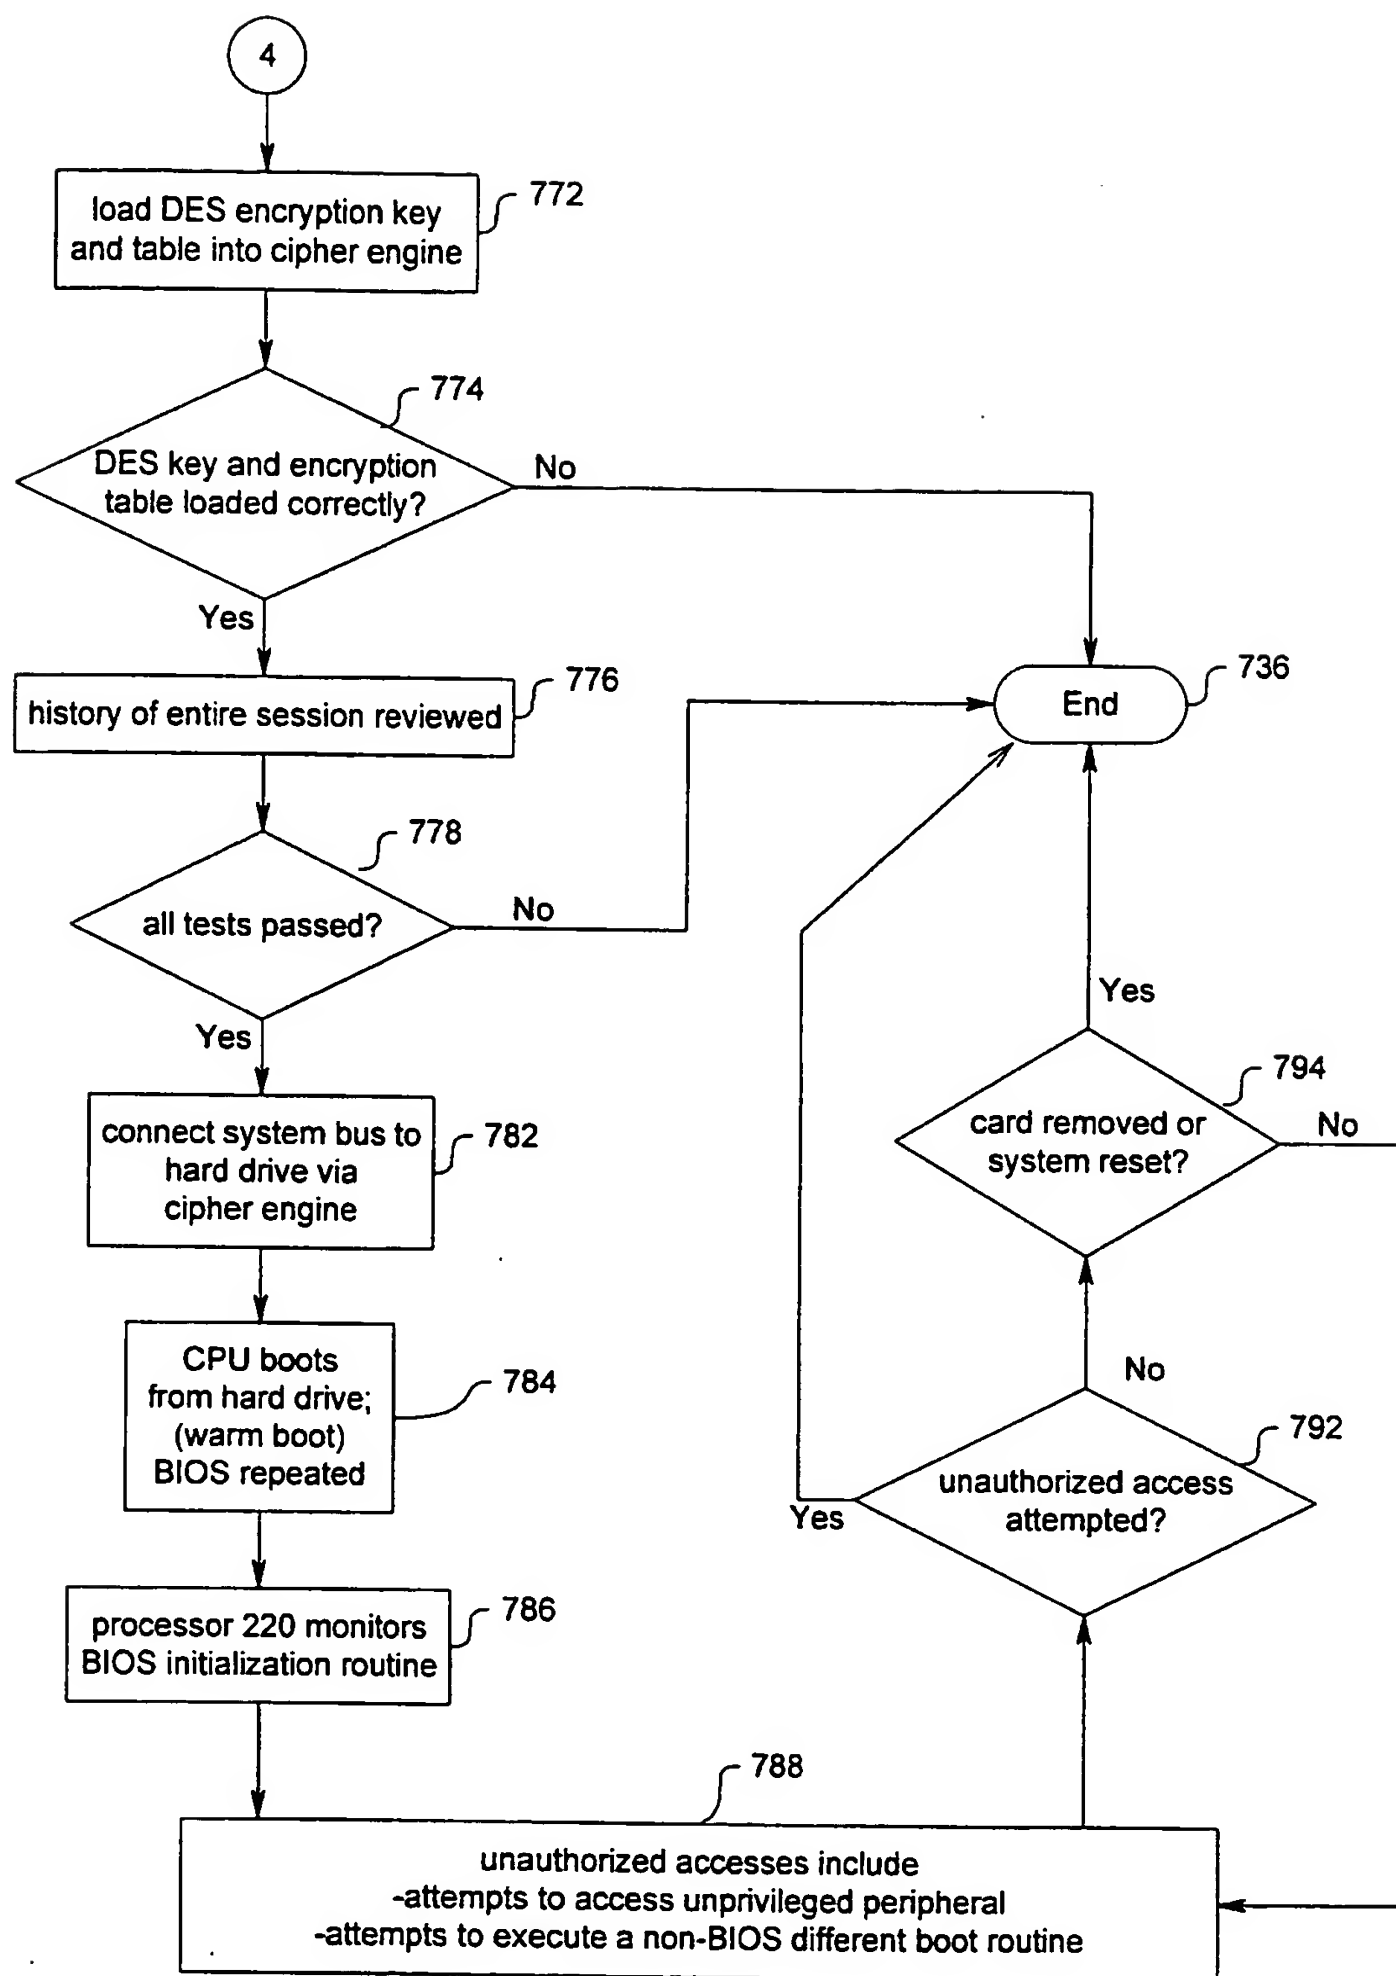 4
load DES encryption key
and table into cipher engine
772
774
DES key and encryption
table loaded correctly?
No
Yes
history of entire session reviewed
776
End
736
778
all tests passed?
No
Yes
connect system bus to
hard drive via
cipher engine
782
CPU boots
from hard drive;
(warm boot)
BIOS repeated
784
processor 220 monitors
BIOS initialization routine
786
788
unauthorized accesses include
-attempts to access unprivileged peripheral
-attempts to execute a non-BIOS different boot routine
792
unauthorized access
attempted?
Yes
No
794
card removed or
system reset?
No
Yes